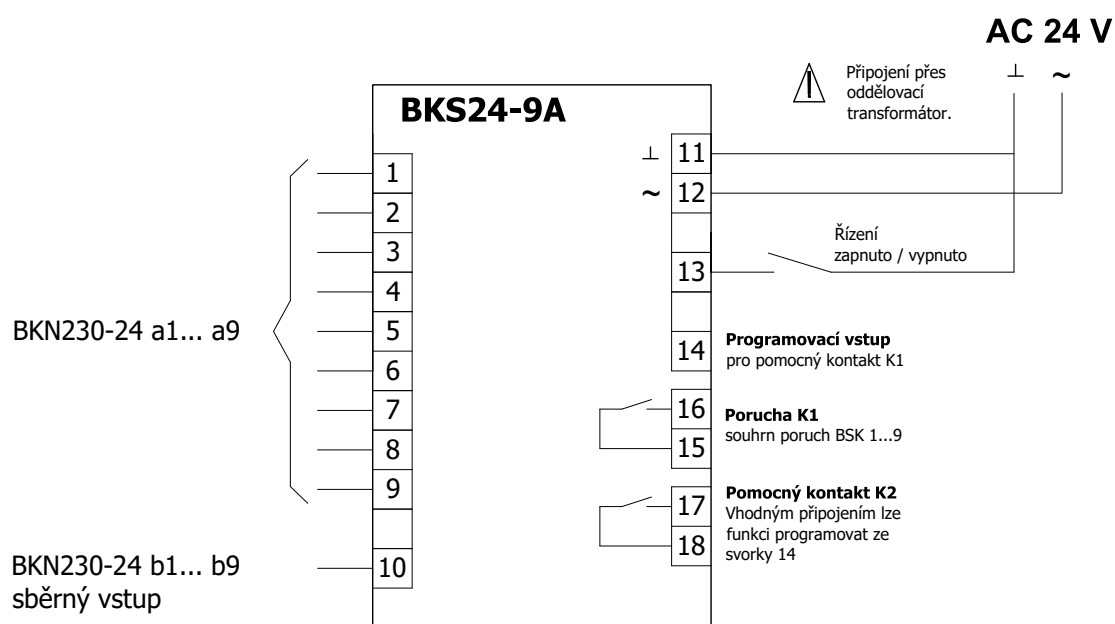 AC 24 V
Připojení přes
oddělovací
transformátor.
⊥ ~
BKS24-9A
1
2
3
4
5
6
7
8
9
10
BKN230-24 a1... a9
BKN230-24 b1... b9
sběrný vstup
⊥ 11
~ 12
13
Řízení
zapnuto / vypnuto
14
Programovací vstup
pro pomocný kontakt K1
16
15
Porucha K1
souhrn poruch BSK 1...9
17
18
Pomocný kontakt K2
Vhodným připojením lze
funkci programovat ze
svorky 14